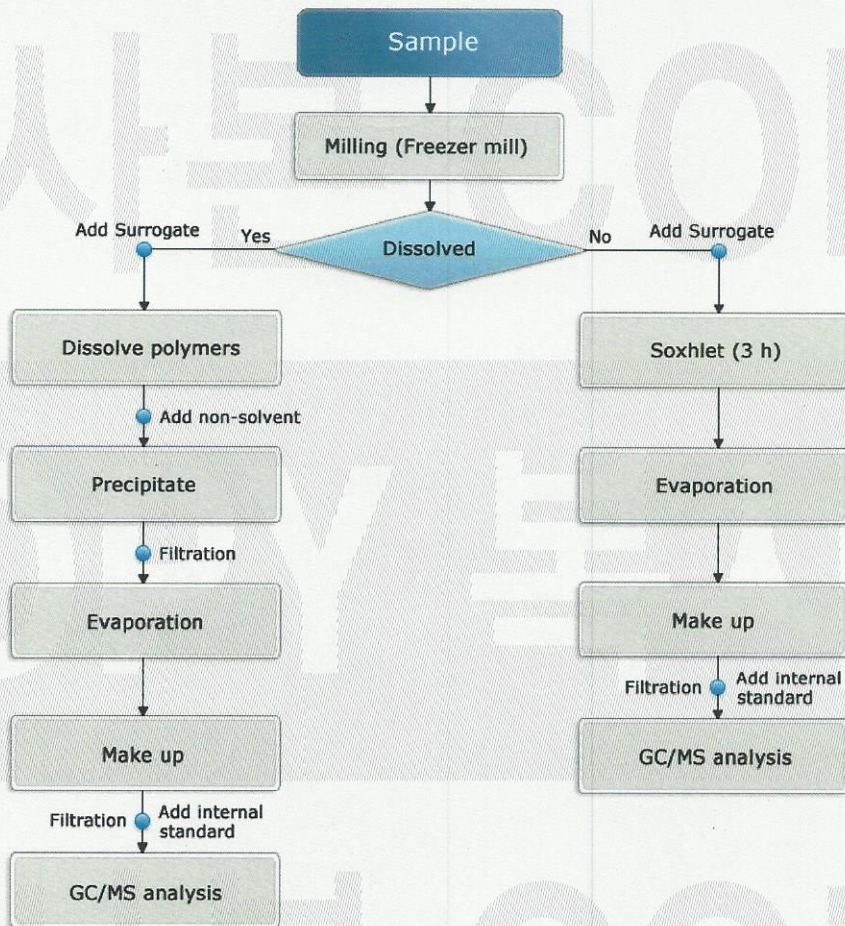 Sample
Milling (Freezer mill)
Add Surrogate
Yes
Dissolved
No
Add Surrogate
Dissolve polymers
Add non-solvent
Precipitate
Filtration
Evaporation
Make up
Filtration
Add internal
standard
GC/MS analysis
Soxhlet (3 h)
Evaporation
Make up
Filtration
Add internal
standard
GC/MS analysis